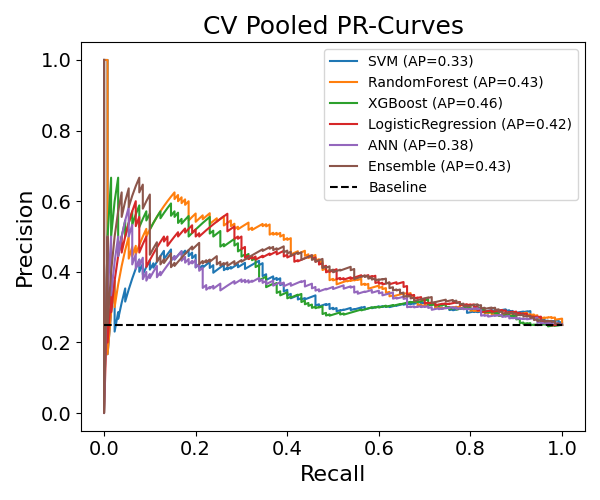 CV Pooled PR-Curves
SVM (AP=0.33)
RandomForest (AP=0.43)
XGBoost (AP=0.46)
LogisticRegression (AP=0.42)
ANN (AP=0.38)
Ensemble (AP=0.43)
Baseline
Precision
1.0
0.8
0.6
0.4
0.2
0.0
0.0 0.2 0.4 0.6 0.8 1.0
Recall